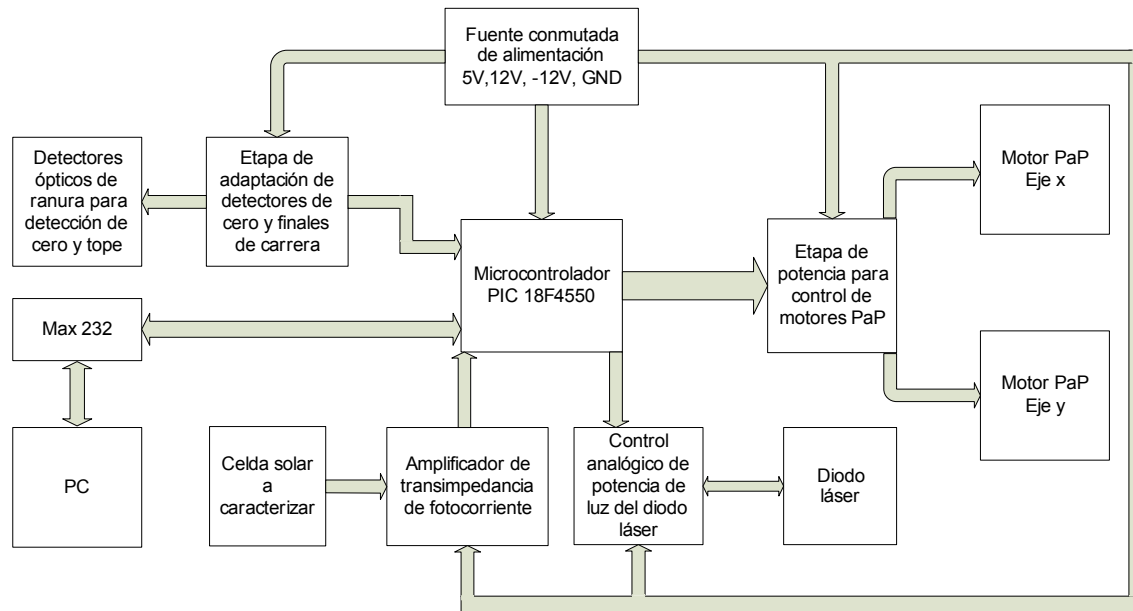 Fuente conmutada
de alimentación
5V,12V, -12V, GND
Detectores
ópticos de
ranura para
detección de
cero y tope
Etapa de
adaptación de
detectores de
cero y finales
de carrera
Motor PaP
Eje x
Microcontrolador
PIC 18F4550
Etapa de
potencia para
control de
motores PaP
Max 232
Motor PaP
Eje y
PC
Celda solar
a
caracterizar
Amplificador de
transimpedancia
de fotocorriente
Control
analógico de
potencia de
luz del diodo
láser
Diodo
láser